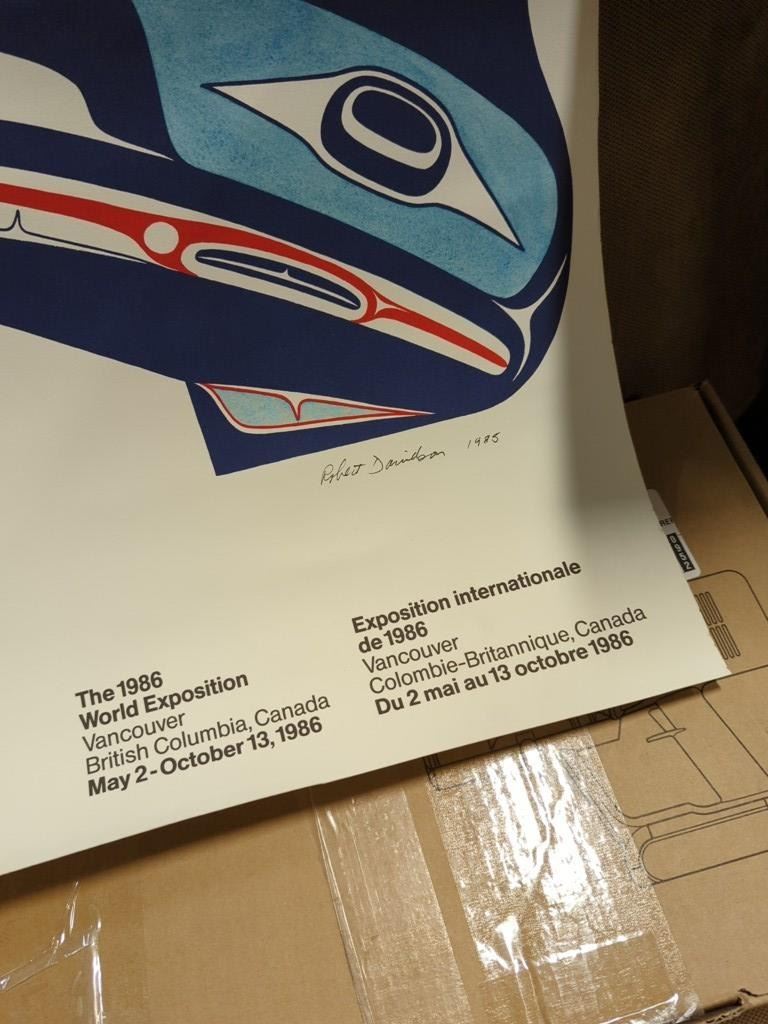 Robert Davidson 1985
The 1986
World Exposition
Vancouver
British Columbia, Canada
May 2 - October 13, 1986
Exposition internationale
de 1986
Vancouver
Colombie-Britannique, Canada
Du 2 mai au 13 octobre 1986